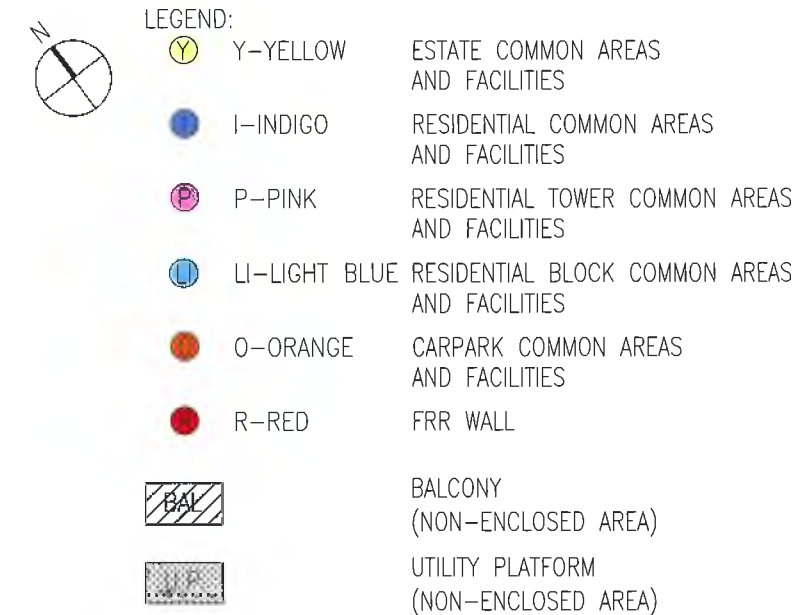 N
LEGEND:
Y Y-YELLOW ESTATE COMMON AREAS
AND FACILITIES
I-INDIGO RESIDENTIAL COMMON AREAS
AND FACILITIES
P P-PINK RESIDENTIAL TOWER COMMON AREAS
AND FACILITIES
LI LI-LIGHT BLUE RESIDENTIAL BLOCK COMMON AREAS
AND FACILITIES
O-ORANGE CARPARK COMMON AREAS
AND FACILITIES
R-RED FRR WALL
BAL BALCONY
(NON-ENCLOSED AREA)
U.P. UTILITY PLATFORM
(NON-ENCLOSED AREA)